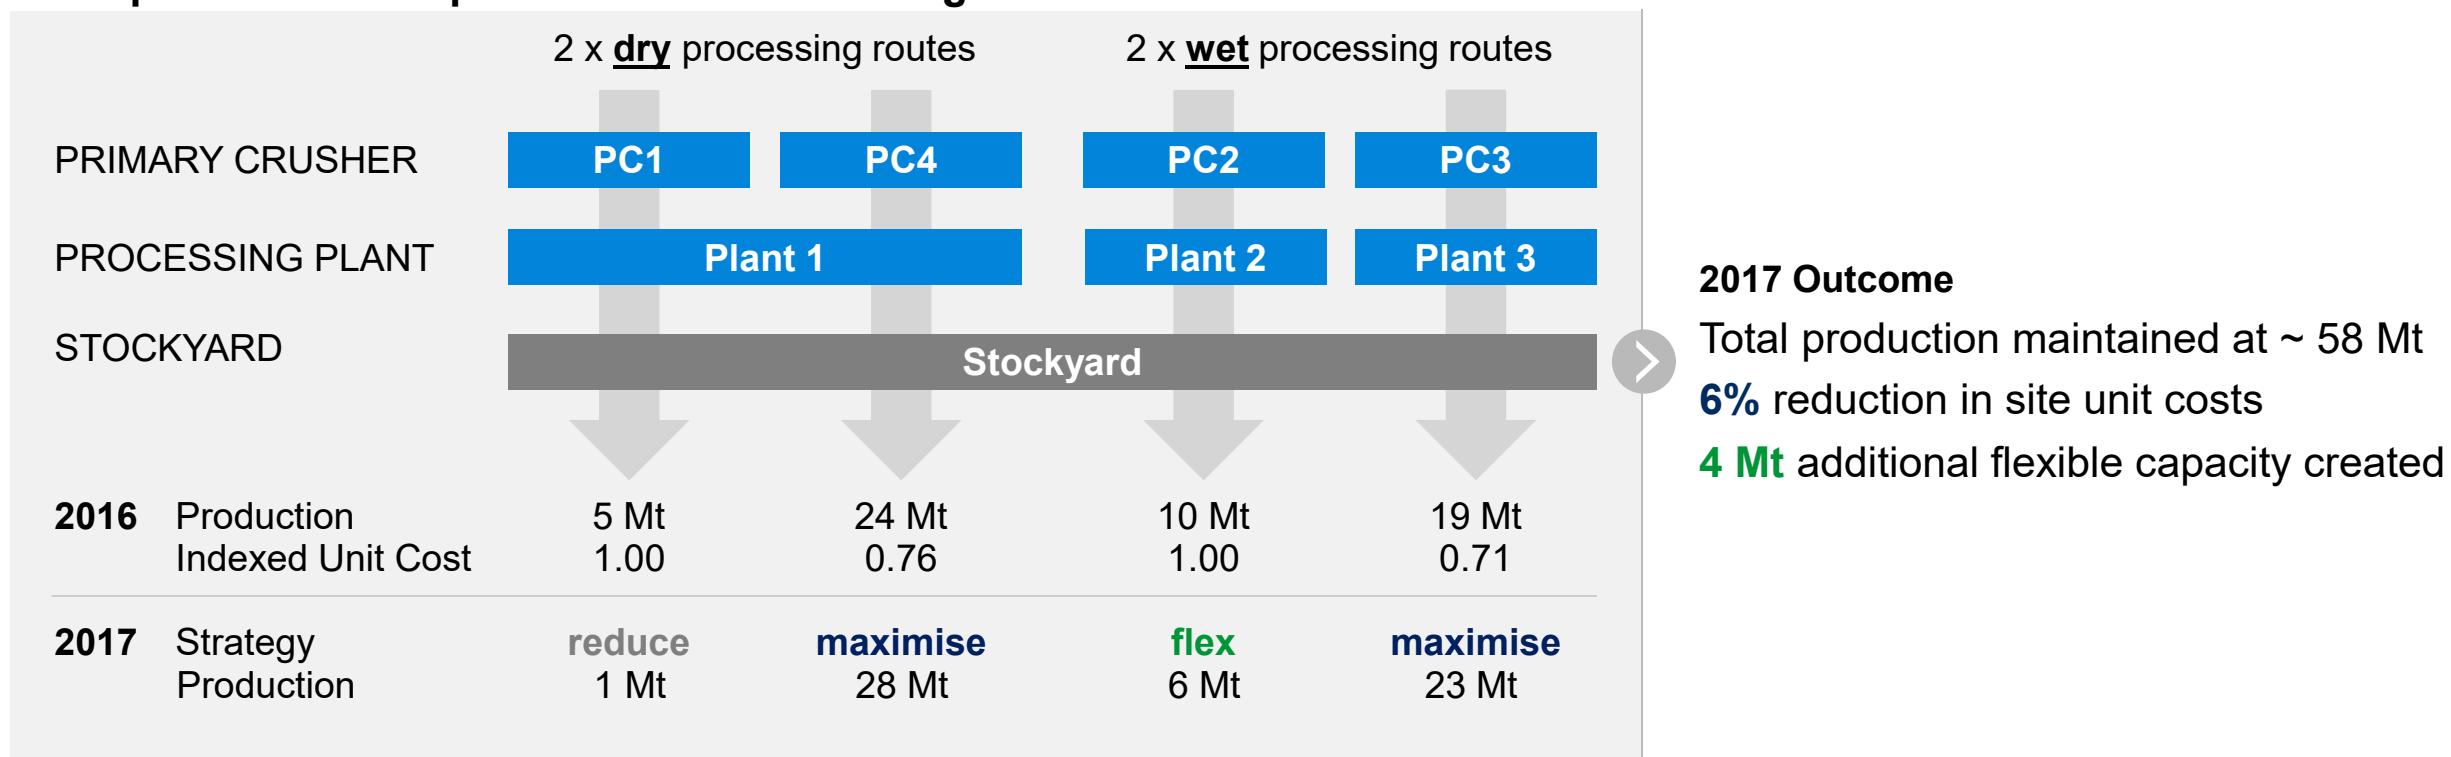 2 x dry processing routes 2 x wet processing routes
PRIMARY CRUSHER PC1 PC4 PC2 PC3
PROCESSING PLANT Plant 1 Plant 2 Plant 3
STOCKYARD Stockyard
2016 Production 5 Mt 24 Mt 10 Mt 19 Mt
Indexed Unit Cost 1.00 0.76 1.00 0.71
2017 Strategy reduce maximise flex maximise
Production 1 Mt 28 Mt 6 Mt 23 Mt
2017 Outcome
Total production maintained at ~ 58 Mt
6% reduction in site unit costs
4 Mt additional flexible capacity created